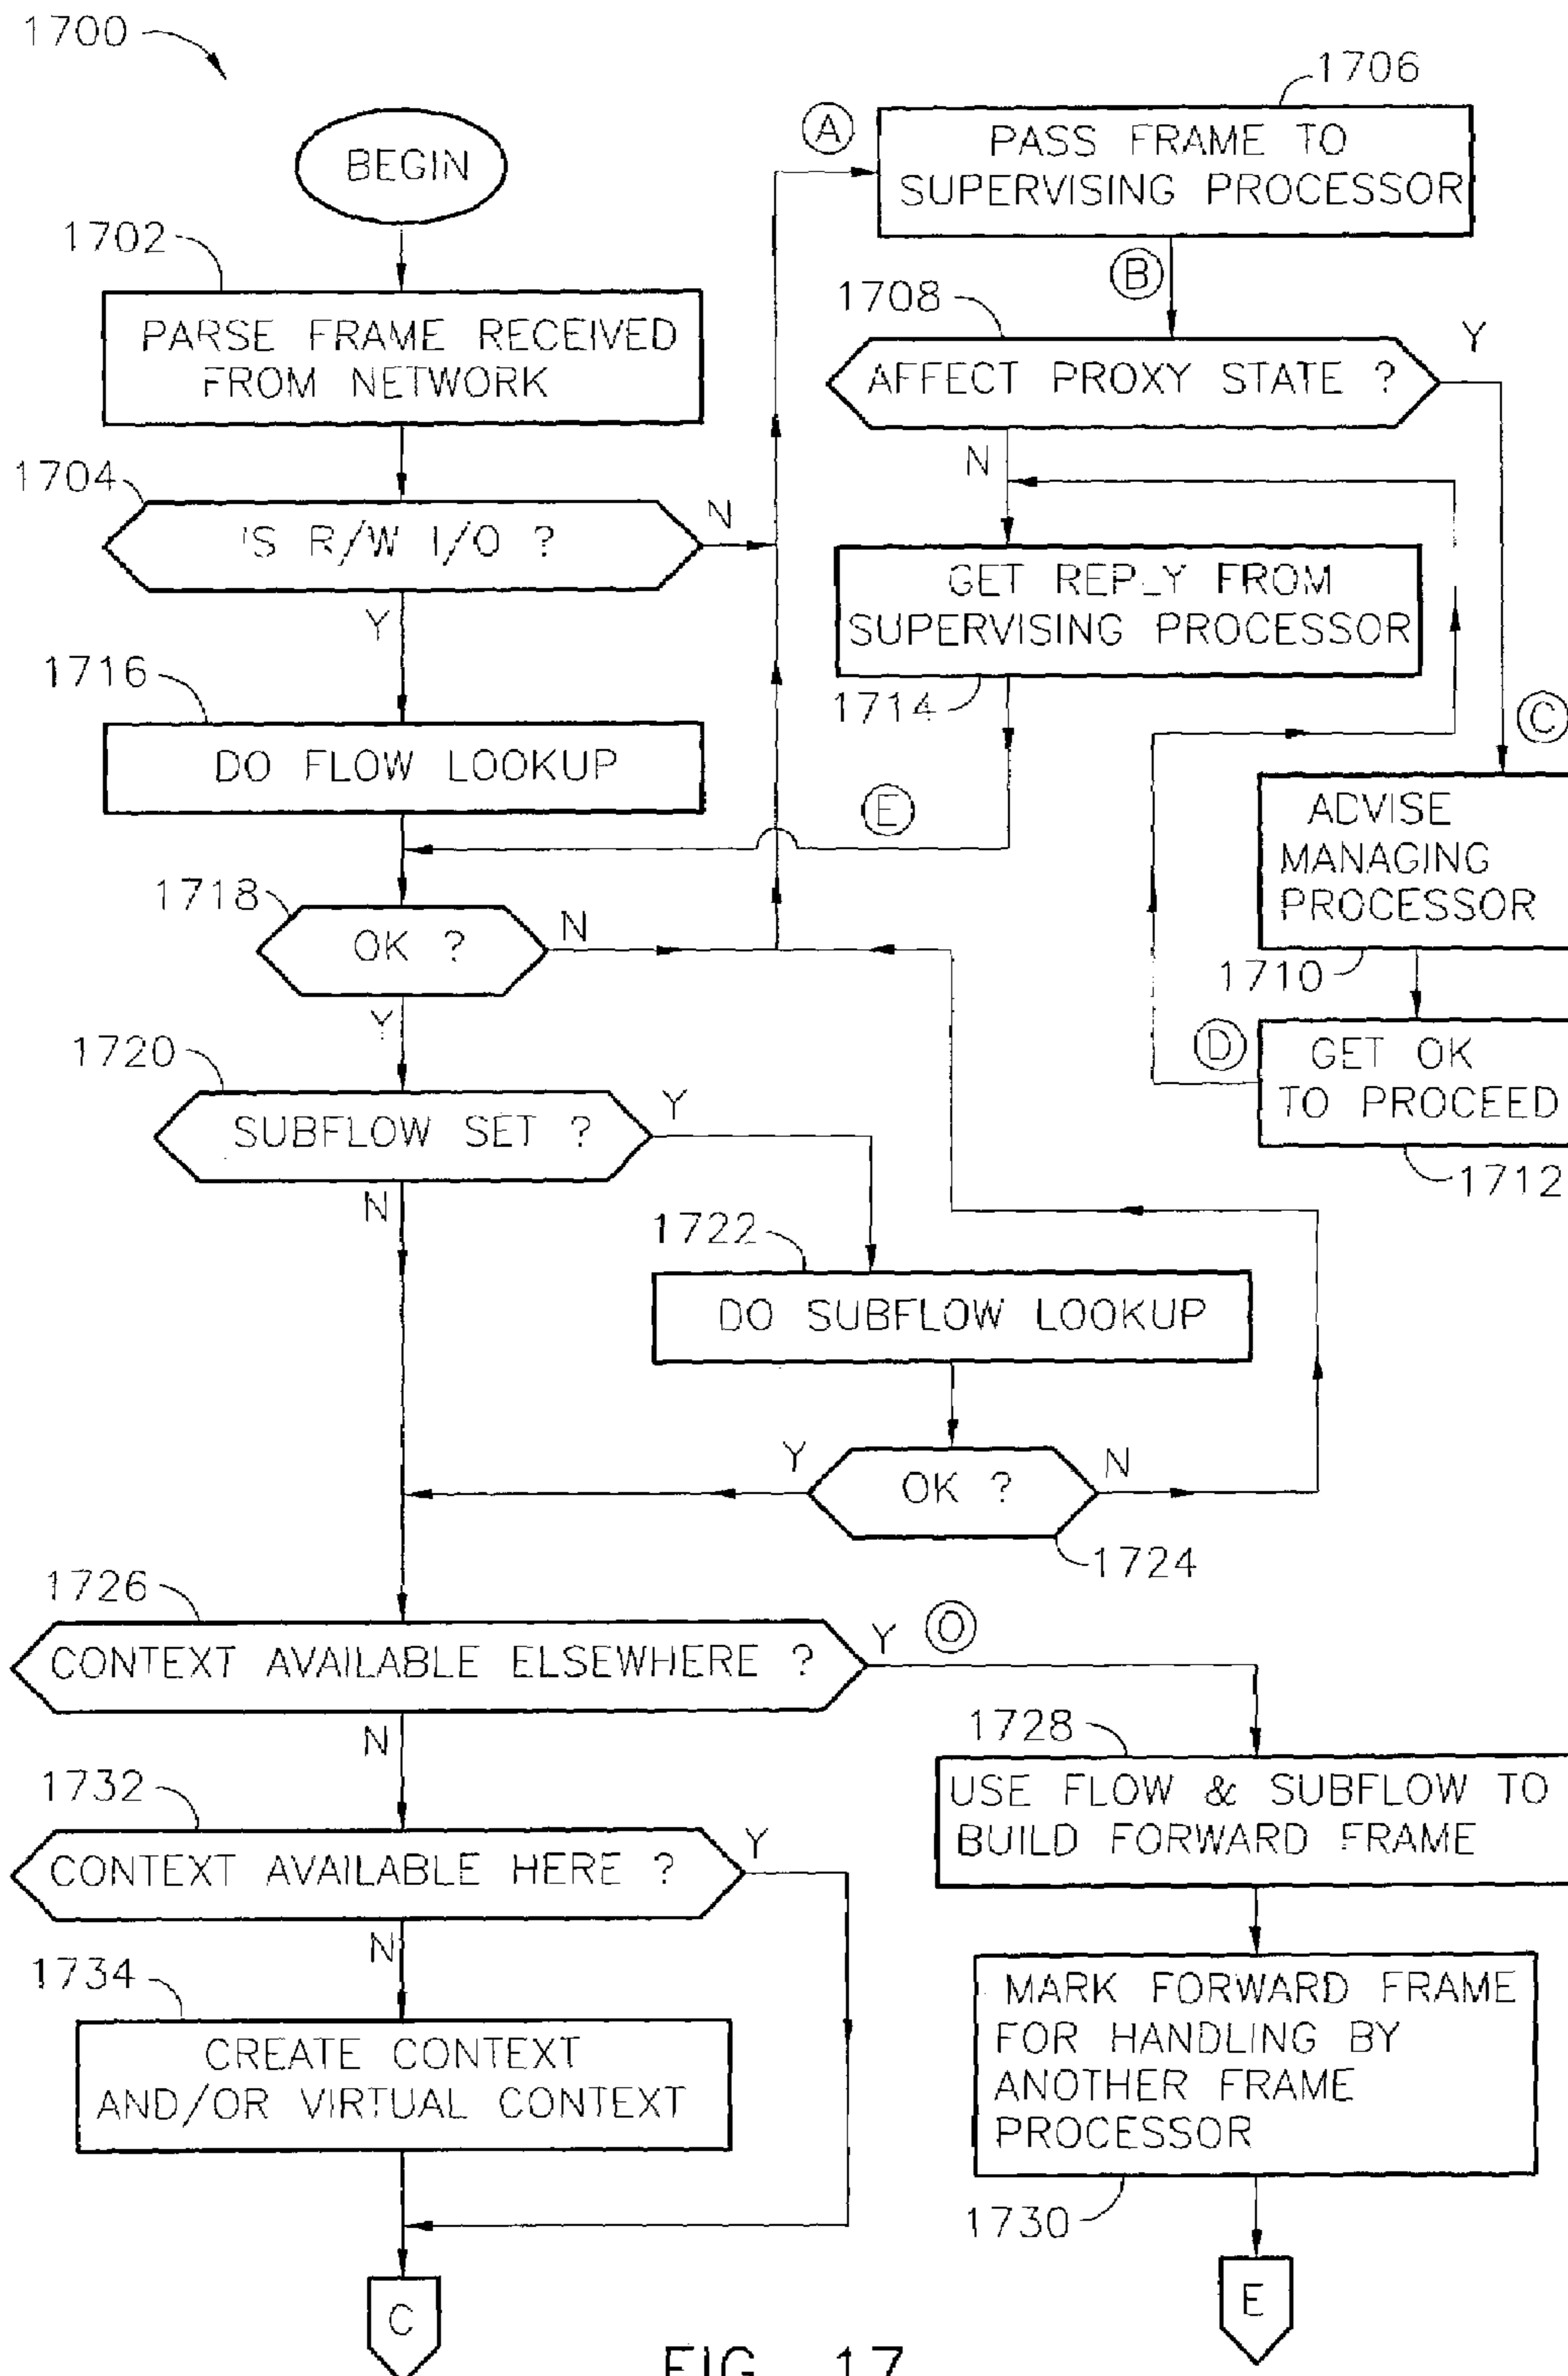 1700
BEGIN
1702
PARSE FRAME RECEIVED
FROM NETWORK
1704
'S R/W I/O ?
N
Y
1716
DO FLOW LOOKUP
1718
OK ?
N
Y
1720
SUBFLOW SET ?
Y
N
A
1706
PASS FRAME TO
SUPERVISING PROCESSOR
B
1708
AFFECT PROXY STATE ?
Y
N
GET REPLY FROM
SUPERVISING PROCESSOR
1714
E
C
ADVISE
MANAGING
PROCESSOR
1710
D
GET OK
TO PROCEED
1712
1722
DO SUBFLOW LOOKUP
Y
OK ?
N
1724
1726
CONTEXT AVAILABLE ELSEWHERE ?
Y
O
N
1728
USE FLOW & SUBFLOW TO
BUILD FORWARD FRAME
1732
CONTEXT AVAILABLE HERE ?
Y
N
1734
CREATE CONTEXT
AND/OR VIRTUAL CONTEXT
MARK FORWARD FRAME
FOR HANDLING BY
ANOTHER FRAME
PROCESSOR
1730
C
E
FIG. 17